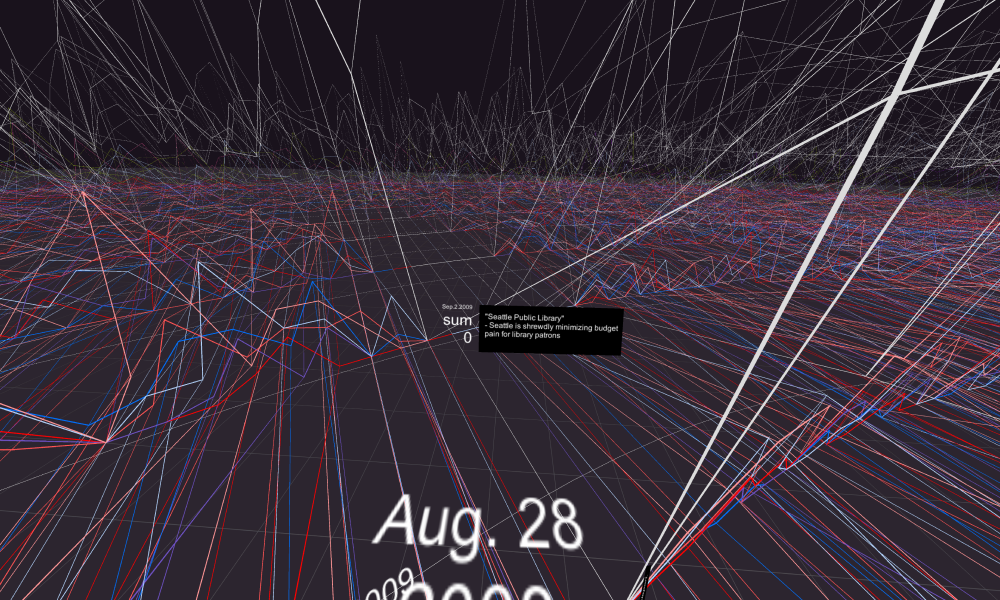 Sep.2.2009
sum
0
"Seattle Public Library"
- Seattle is shrewdly minimizing budget
pain for library patrons
Aug. 28
2009